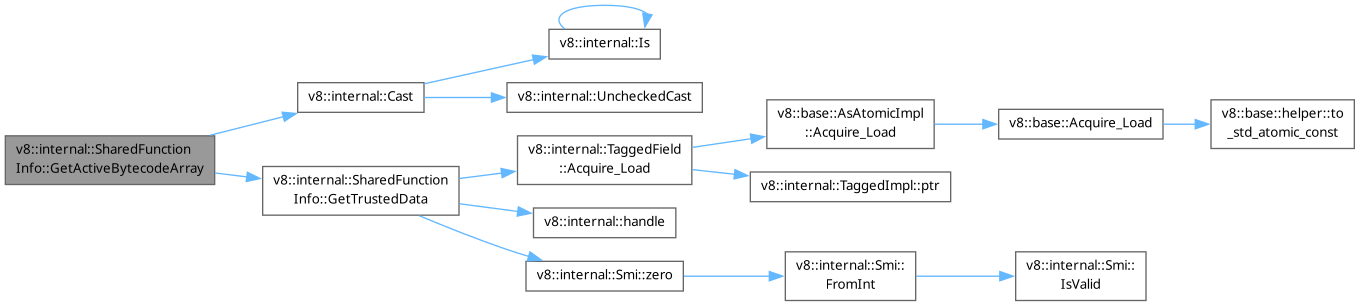 v8::internal::SharedFunction
Info::GetActiveBytecodeArray
v8::internal::Cast
v8::internal::Is
v8::internal::UncheckedCast
v8::internal::SharedFunction
Info::GetTrustedData
v8::internal::TaggedField
::Acquire_Load
v8::base::AsAtomicImpl
::Acquire_Load
v8::base::Acquire_Load
v8::base::helper::to
_std_atomic_const
v8::internal::TaggedImpl::ptr
v8::internal::handle
v8::internal::Smi::zero
v8::internal::Smi::
FromInt
v8::internal::Smi::
IsValid